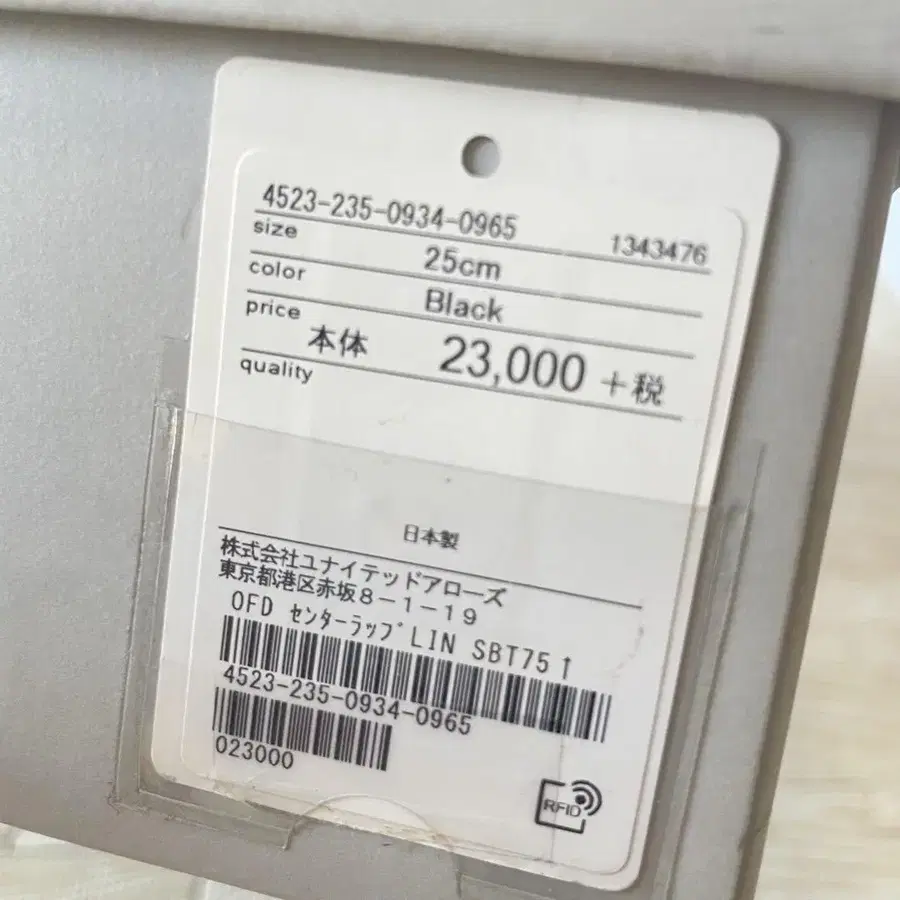 4523-235-0934-0965
1343476
size 25cm
color Black
price 本体 23,000 +税
quality
日本製
株式会社ユナイテッドアローズ
東京都港区赤坂8-1-19
OFD センターラップLIN SBT75↑
4523-235-0934-0965
023000
RFID